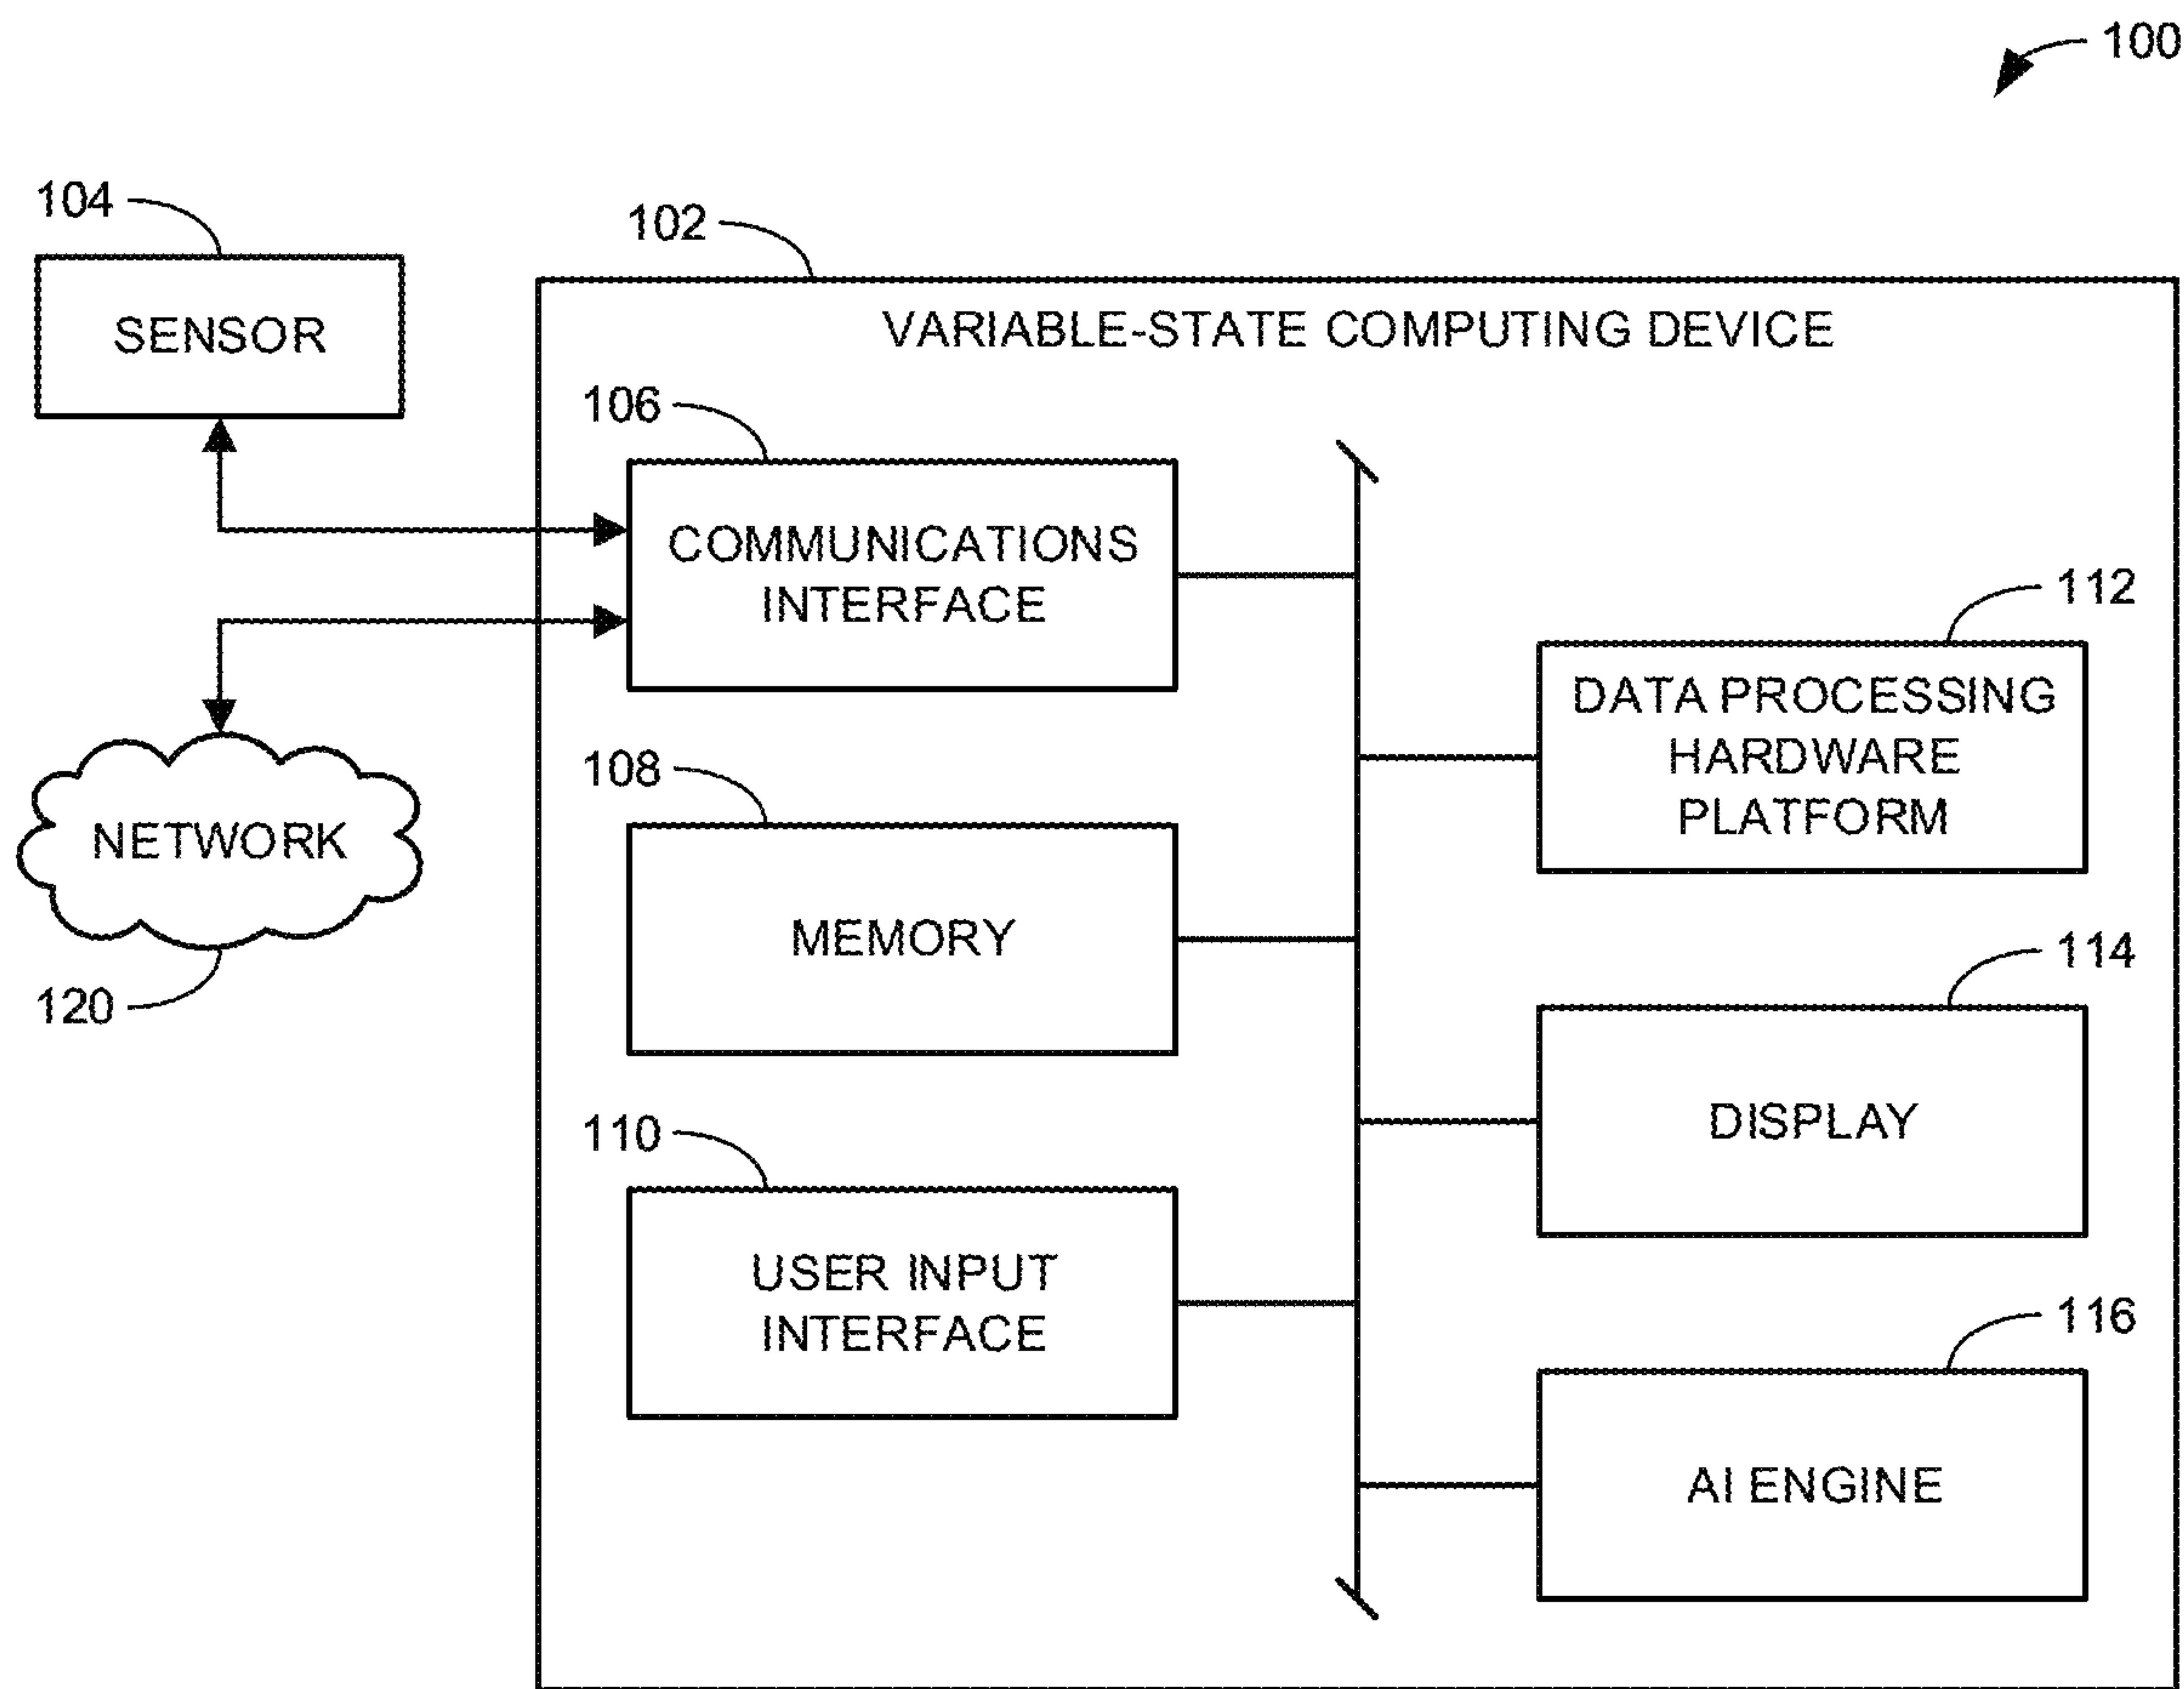 100
104
SENSOR
102
VARIABLE-STATE COMPUTING DEVICE
106
COMMUNICATIONS
INTERFACE
112
DATA PROCESSING
HARDWARE
PLATFORM
108
NETWORK
MEMORY
120
114
DISPLAY
110
USER INPUT
INTERFACE
116
AI ENGINE